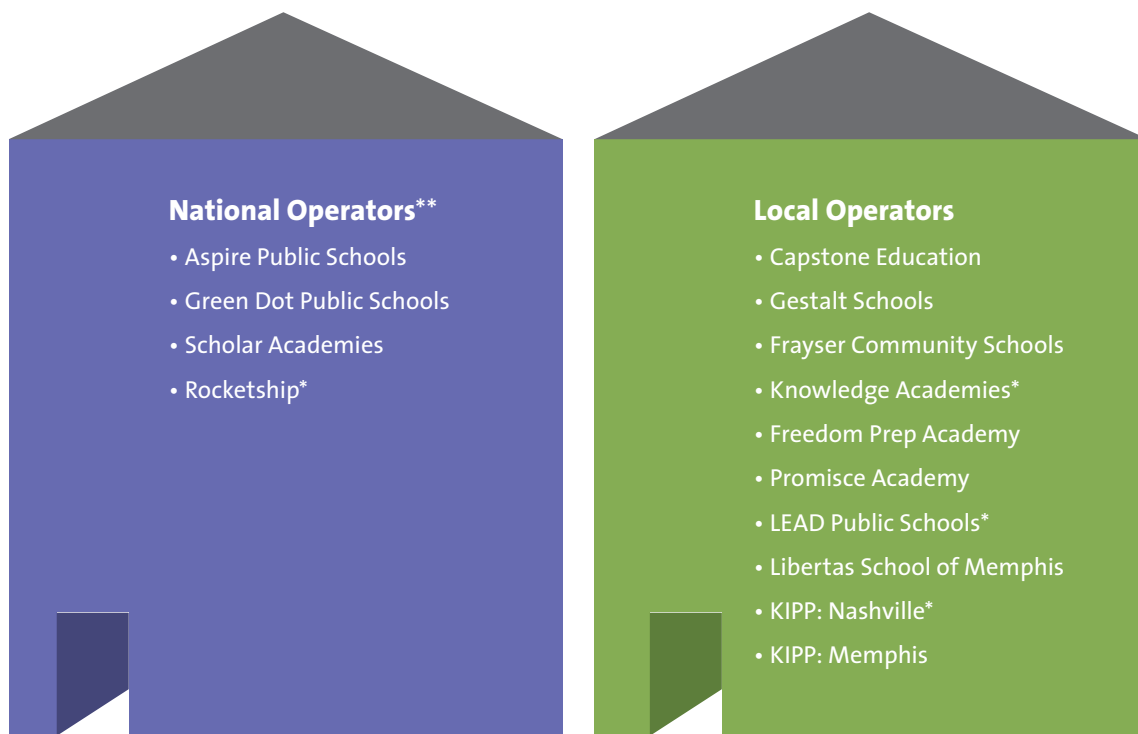 National Operators**
• Aspire Public Schools
• Green Dot Public Schools
• Scholar Academies
• Rocketship*
Local Operators
• Capstone Education
• Gestalt Schools
• Frayser Community Schools
• Knowledge Academies*
• Freedom Prep Academy
• Promisce Academy
• LEAD Public Schools*
• Libertas School of Memphis
• KIPP: Nashville*
• KIPP: Memphis